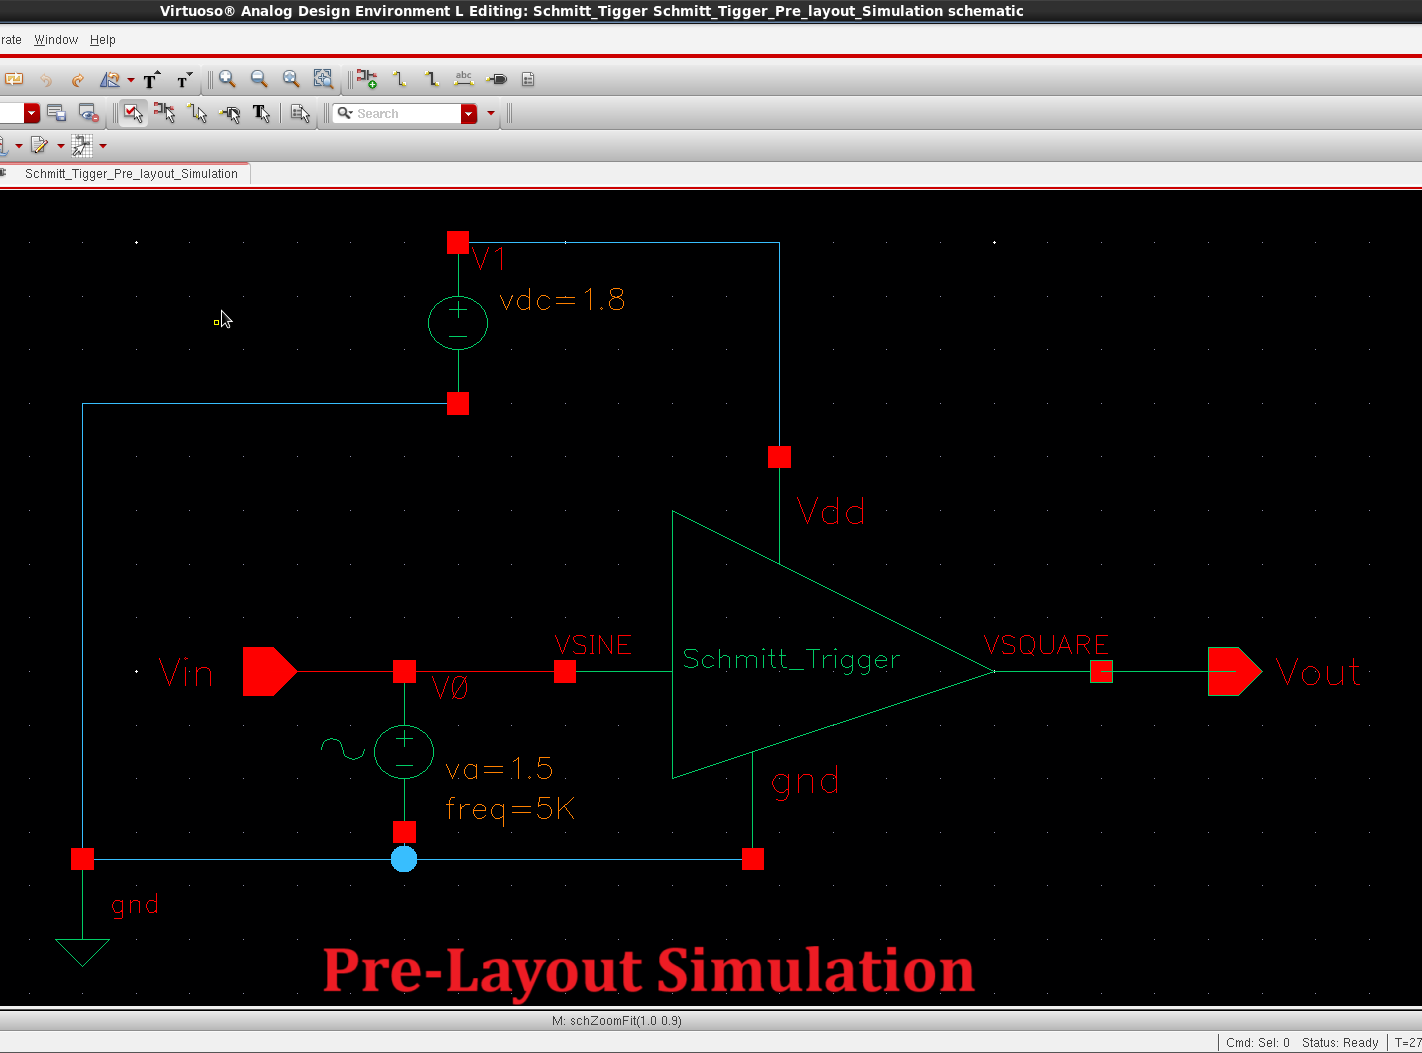 Virtuoso® Analog Design Environment L Editing: Schmitt_Tigger Schmitt_Tigger_Pre_layout_Simulation schematic
rate Window Help
T T
abc
T
Search
Schmitt_Tigger_Pre_layout_Simulation
V1
vdc=1.8
Vdd
VSINE
VSQUARE
Schmitt_Trigger
Vin
Vout
VØ
va=1.5
gnd
freq=5K
gnd
Pre-Layout Simulation
M: schZoomFit(1.0 0.9)
Cmd: Sel: 0 Status: Ready T=27